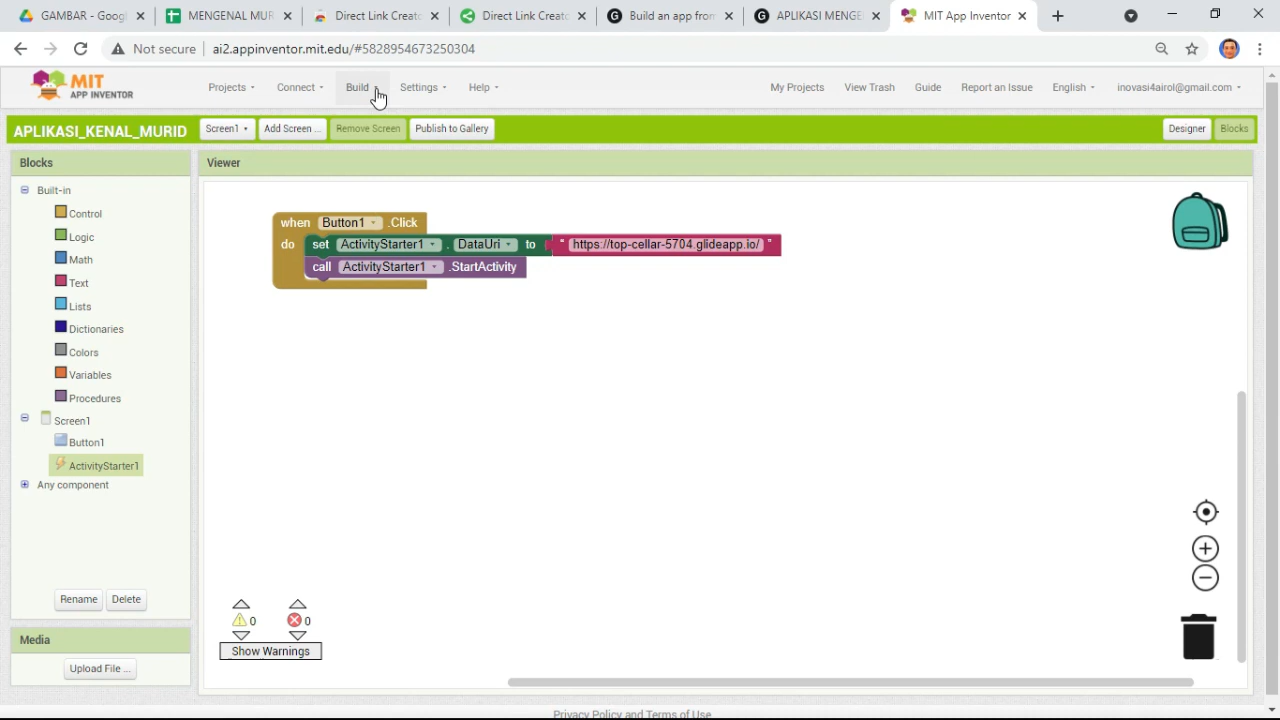 GAMBAR - Googl
MENGENAL MUR
Direct Link Creato
Direct Link Creato
Build an app from
APLIKASI MENGE
MIT App Inventor
Not secure
ai2.appinventor.mit.edu/#5828954673250304
MIT
APP INVENTOR
Projects
Connect
Build
Settings
Help
My Projects
View Trash
Guide
Report an Issue
English
inovasi4airol@gmail.com
APLIKASI_KENAL_MURID
Screen1
Add Screen ...
Remove Screen
Publish to Gallery
Designer
Blocks
Blocks
Viewer
Built-in
Control
Logic
Math
Text
Lists
Dictionaries
Colors
Variables
Procedures
Screen1
Button1
ActivityStarter1
Any component
Rename
Delete
Media
Upload File ...
when Button1 .Click
do set ActivityStarter1 . DataUri to " https://top-cellar-5704.glideapp.io/ "
call ActivityStarter1 .StartActivity
0
0
Show Warnings
Privacy Policy and Terms of Use